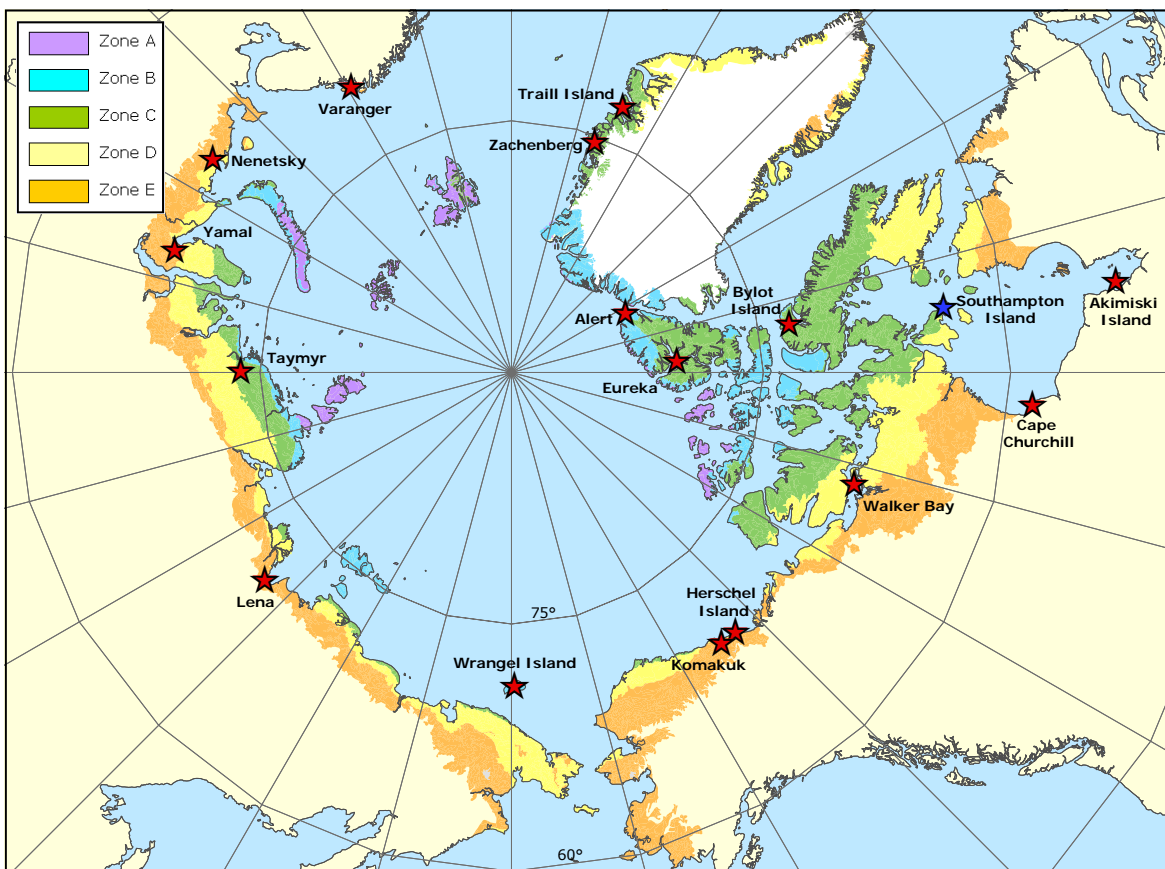 Zone A
Zone B
Zone C
Zone D
Zone E
Varanger
Traill Island
Zachenberg
Nenetsky
Yamal
Taymyr
Alert
Bylot
Island
Eureka
Southampton
Island
Akimiski
Island
Cape
Churchill
Walker Bay
Lena
Herschel
Island
Komakuk
75°
Wrangel Island
60°